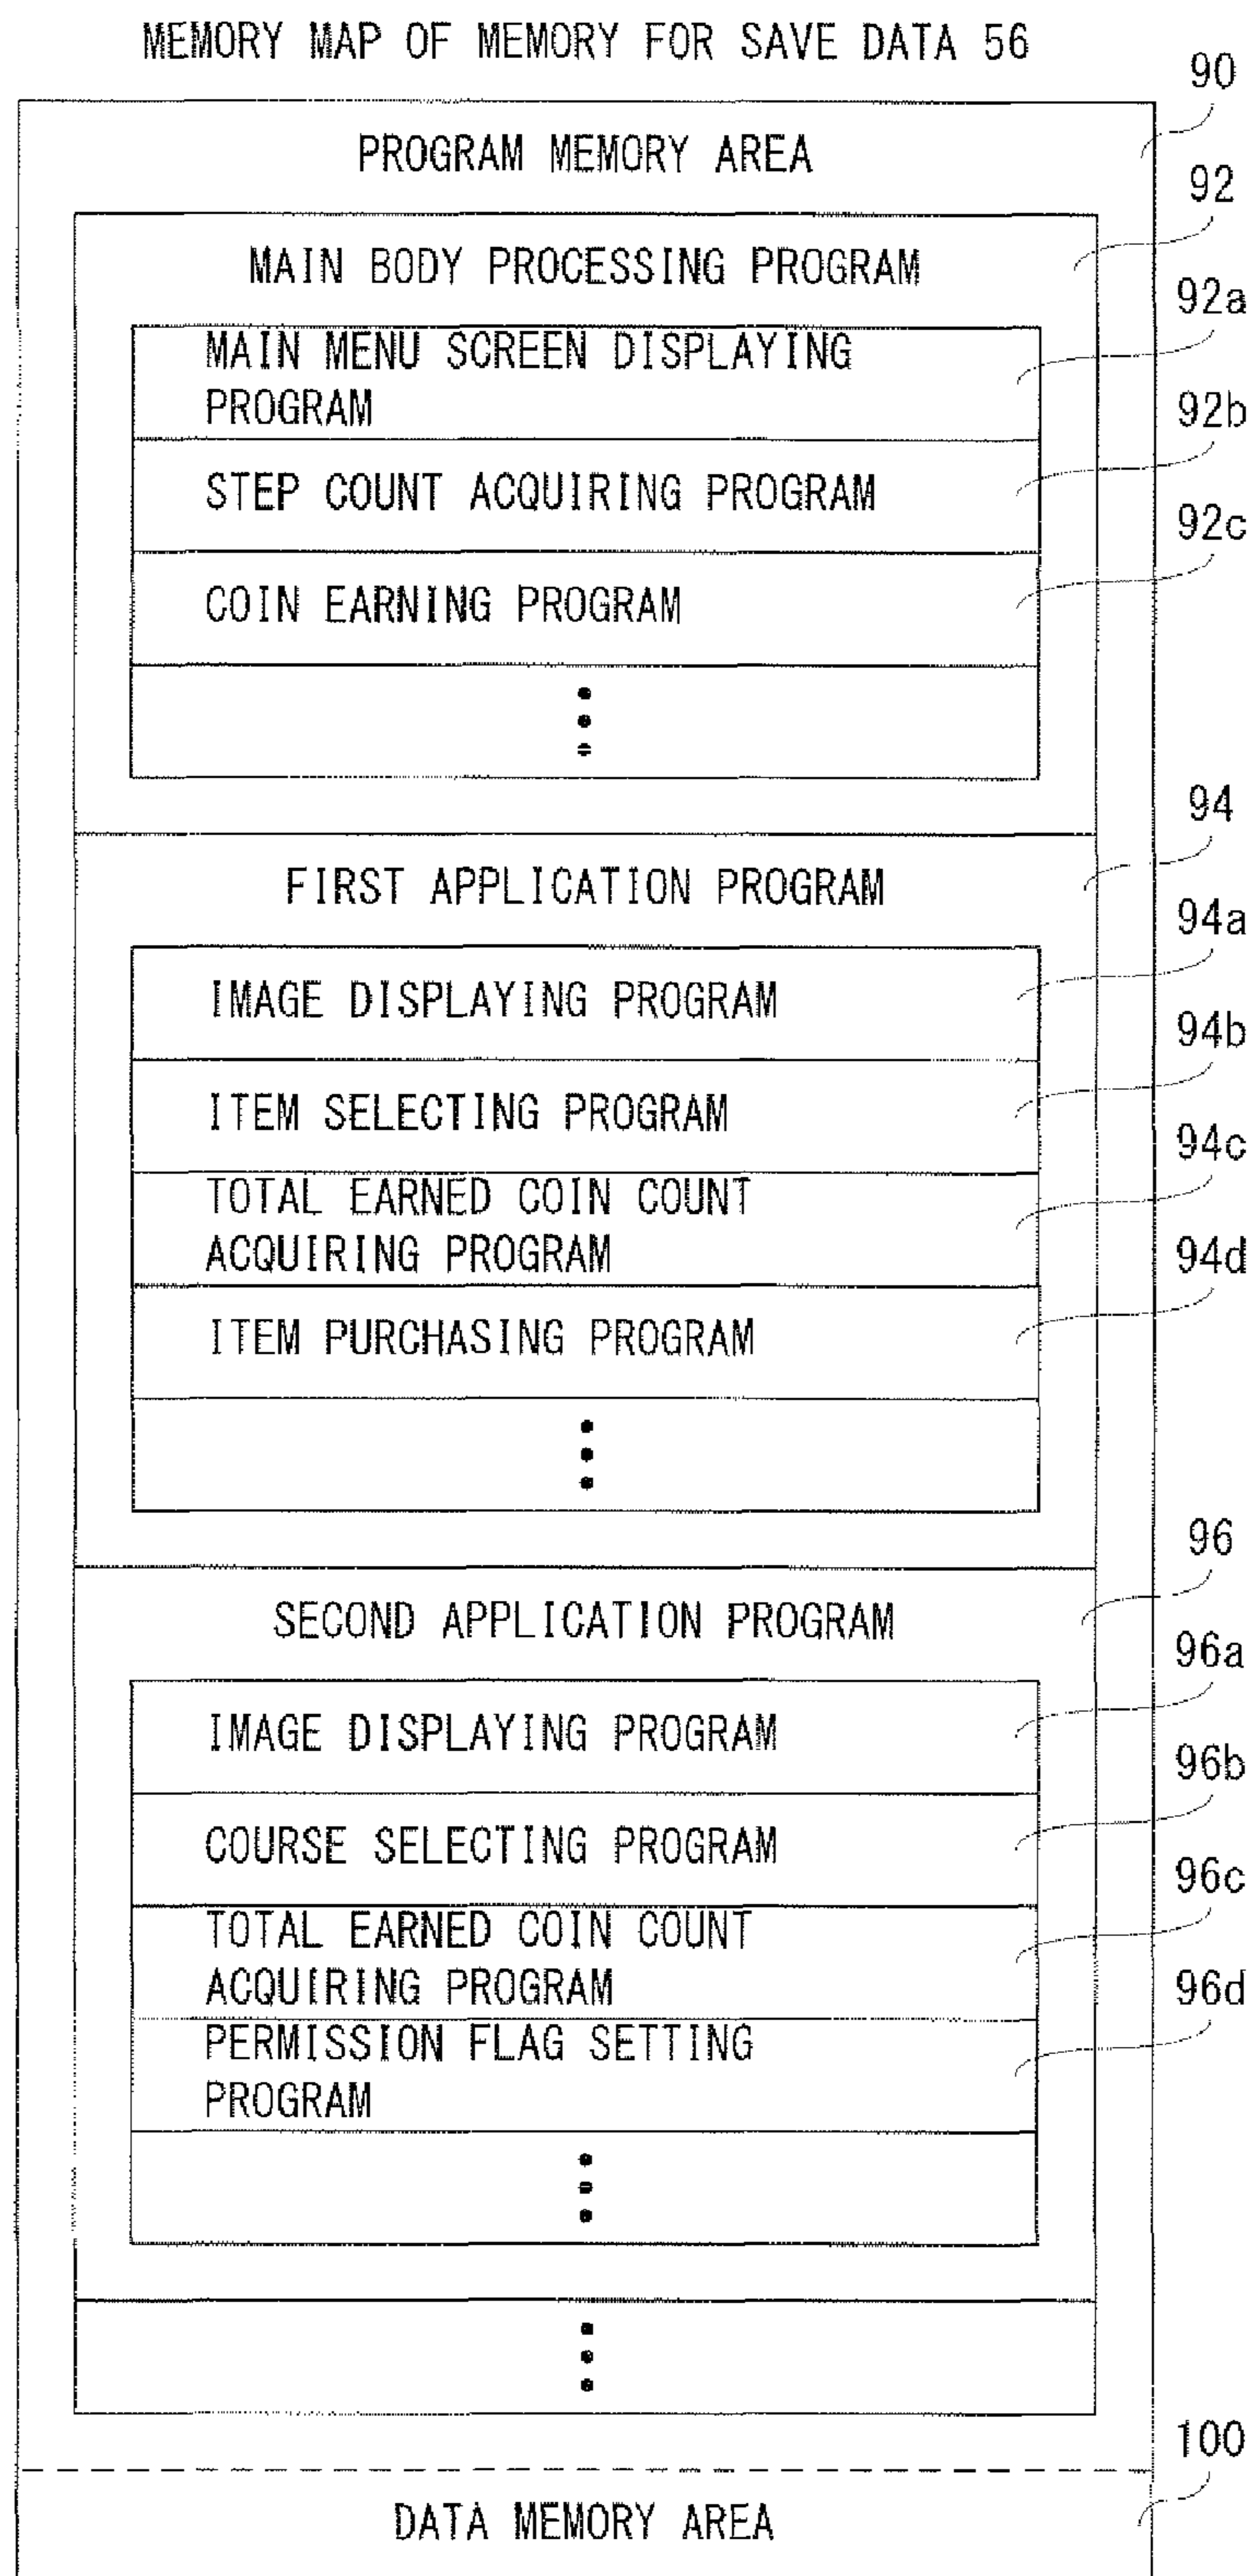 MEMORY MAP OF MEMORY FOR SAVE DATA 56
90
PROGRAM MEMORY AREA
92
MAIN BODY PROCESSING PROGRAM
92a
MAIN MENU SCREEN DISPLAYING
PROGRAM
92b
STEP COUNT ACQUIRING PROGRAM
92c
COIN EARNING PROGRAM
94
FIRST APPLICATION PROGRAM
94a
IMAGE DISPLAYING PROGRAM
94b
ITEM SELECTING PROGRAM
94c
TOTAL EARNED COIN COUNT
ACQUIRING PROGRAM
94d
ITEM PURCHASING PROGRAM
96
SECOND APPLICATION PROGRAM
96a
IMAGE DISPLAYING PROGRAM
96b
COURSE SELECTING PROGRAM
96c
TOTAL EARNED COIN COUNT
ACQUIRING PROGRAM
96d
PERMISSION FLAG SETTING
PROGRAM
100
DATA MEMORY AREA